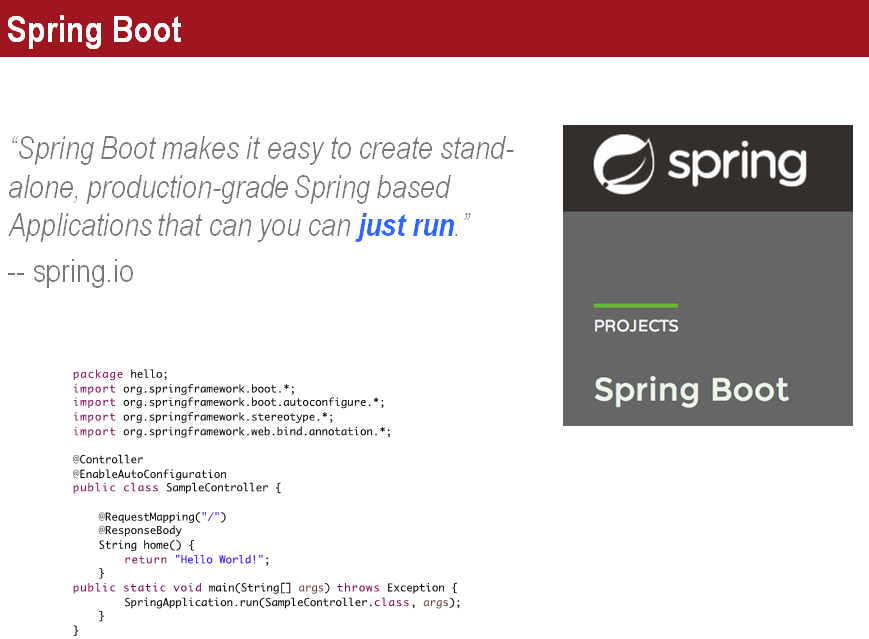 Spring Boot
“Spring Boot makes it easy to create stand-
alone, production-grade Spring based
Applications that can you can just run.”
-- spring.io
spring
PROJECTS
Spring Boot
package hello;
import org.springframework.boot.*;
import org.springframework.boot.autoconfigure.*;
import org.springframework.stereotype.*;
import org.springframework.web.bind.annotation.*;
@Controller
@EnableAutoConfiguration
public class SampleController {
@RequestMapping("/")
@ResponseBody
String home() {
return "Hello World!";
}
public static void main(String[] args) throws Exception {
SpringApplication.run(SampleController.class, args);
}
}